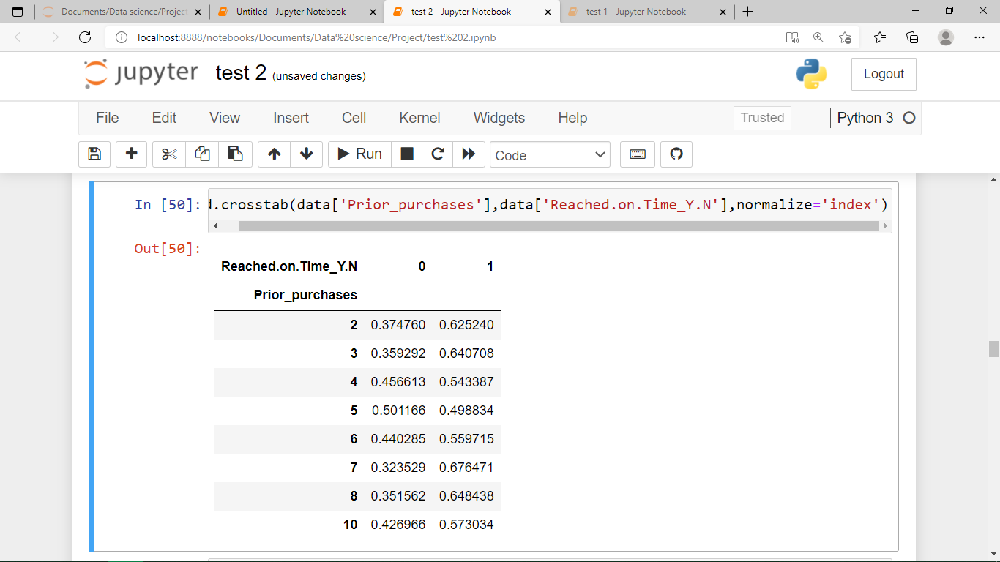 Documents/Data science/Project
Untitled - Jupyter Notebook
test 2 - Jupyter Notebook
test 1 - Jupyter Notebook
localhost:8888/notebooks/Documents/Data%20science/Project/test%202.ipynb
jupyter test 2 (unsaved changes)
Logout
File Edit View Insert Cell Kernel Widgets Help
Trusted
Python 3
Run
Code
In [50]: d.crosstab(data['Prior_purchases'],data['Reached.on.Time_Y.N'],normalize='index')
Out[50]:
Reached.on.Time_Y.N 0 1
Prior_purchases
2 0.374760 0.625240
3 0.359292 0.640708
4 0.456613 0.543387
5 0.501166 0.498834
6 0.440285 0.559715
7 0.323529 0.676471
8 0.351562 0.648438
10 0.426966 0.573034